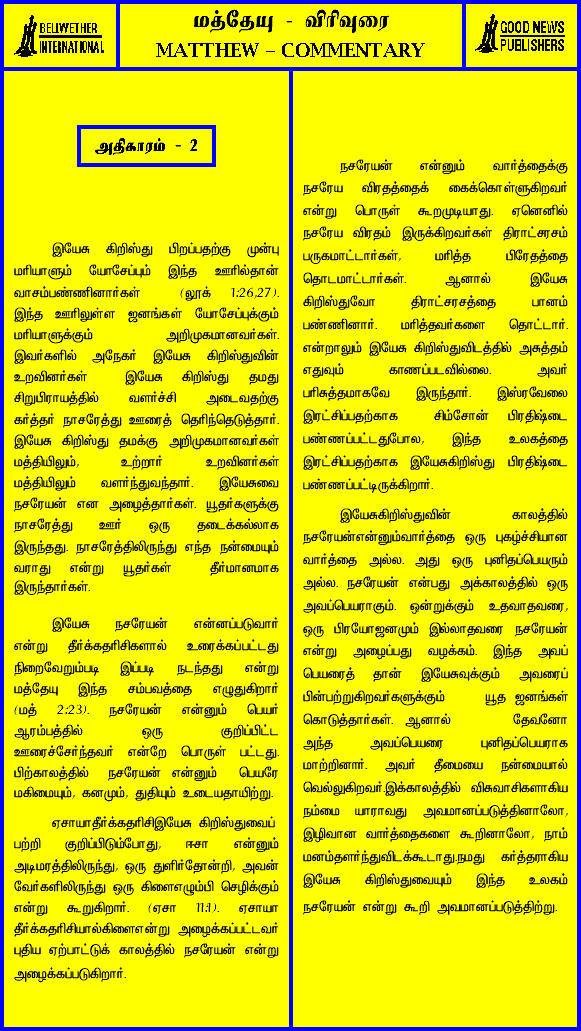 BELLWETHER
INTERNATIONAL
மத்தேயு - விரிவுரை
MATTHEW – COMMENTARY
GOOD NEWS
PUBLISHERS
அதிகாரம் - 2
இயேசு கிறிஸ்து பிறப்பதற்கு முன்பு
மரியாளும் யோசேப்பும் இந்த ஊரில்தான்
வாசம்பண்ணினார்கள் (லூக் 1:26,27).
இந்த ஊரிலுள்ள ஜனங்கள் யோசேப்புக்கும்
மரியாளுக்கும் அறிமுகமானவர்கள்.
இவர்களில் அநேகர் இயேசு கிறிஸ்துவின்
உறவினர்கள் இயேசு கிறிஸ்து தமது
சிறுபிராயத்தில் வளர்ச்சி அடைவதற்கு
கர்த்தர் நாசரேத்து ஊரைத் தெரிந்தெடுத்தார்.
இயேசு கிறிஸ்து தமக்கு அறிமுகமானவர்கள்
மத்தியிலும், உற்றார் உறவினர்கள்
மத்தியிலும் வளர்ந்துவந்தார். இயேசுவை
நசரேயன் என அழைத்தார்கள். யூதர்களுக்கு
நாசரேத்து ஊர் ஒரு தடைக்கல்லாக
இருந்தது. நாசரேத்திலிருந்து எந்த நன்மையும்
வராது என்று யூதர்கள் தீர்மானமாக
இருந்தார்கள்.
இயேசு நசரேயன் என்னப்படுவார்
என்று தீர்க்கதரிசிகளால் உரைக்கப்பட்டது
நிறைவேறும்படி இப்படி நடந்தது என்று
மத்தேயு இந்த சம்பவத்தை எழுதுகிறார்
(மத் 2:23). நசரேயன் என்னும் பெயர்
ஆரம்பத்தில் ஒரு குறிப்பிட்ட
ஊரைச்சேர்ந்தவர் என்றே பொருள் பட்டது.
பிற்காலத்தில் நசரேயன் என்னும் பெயரே
மகிமையும், கனமும், துதியும் உடையதாயிற்று.
ஏசாயாதீர்க்கதரிசிஇயேசு கிறிஸ்துவைப்
பற்றி குறிப்பிடும்போது, ஈசா என்னும்
அடிமரத்திலிருந்து, ஒரு துளிர்தோன்றி, அவன்
வேர்களிலிருந்து ஒரு கிளைஎழும்பி செழிக்கும்
என்று கூறுகிறார். (ஏசா 11:1). ஏசாயா
தீர்க்கதரிசியால்கிளைஎன்று அழைக்கப்பட்டவர்
புதிய ஏற்பாட்டுக் காலத்தில் நசரேயன் என்று
அழைக்கப்படுகிறார்.
நசரேயன் என்னும் வார்த்தைக்கு
நசரேய விரதத்தைக் கைக்கொள்ளுகிறவர்
என்று பொருள் கூறமுடியாது. ஏனெனில்
நசரேய விரதம் இருக்கிறவர்கள் திராட்சரசம்
பருகமாட்டார்கள், மரித்த பிரேதத்தை
தொடமாட்டார்கள். ஆனால் இயேசு
கிறிஸ்துவோ திராட்சரசத்தை பானம்
பண்ணினார். மரித்தவர்களை தொட்டார்.
என்றாலும் இயேசு கிறிஸ்துவிடத்தில் அசுத்தம்
எதுவும் காணப்படவில்லை. அவர்
பரிசுத்தமாகவே இருந்தார். இஸ்ரவேலை
இரட்சிப்பதற்காக சிம்சோன் பிரதிஷ்டை
பண்ணப்பட்டதுபோல, இந்த உலகத்தை
இரட்சிப்பதற்காக இயேசுகிறிஸ்து பிரதிஷ்டை
பண்ணப்பட்டிருக்கிறார்.
இயேசுகிறிஸ்துவின் காலத்தில்
நசரேயன்என்னும்வார்த்தை ஒரு புகழ்ச்சியான
வார்த்தை அல்ல. அது ஒரு புனிதப்பெயரும்
அல்ல. நசரேயன் என்பது அக்காலத்தில் ஒரு
அவப்பெயராகும். ஒன்றுக்கும் உதவாதவரை,
ஒரு பிரயோஜனமும் இல்லாதவரை நசரேயன்
என்று அழைப்பது வழக்கம். இந்த அவப்
பெயரைத் தான் இயேசுவுக்கும் அவரைப்
பின்பற்றுகிறவர்களுக்கும் யூத ஜனங்கள்
கொடுத்தார்கள். ஆனால் தேவனோ
அந்த அவப்பெயரை புனிதப்பெயராக
மாற்றினார். அவர் தீமையை நன்மையால்
வெல்லுகிறவர்.இக்காலத்தில் விசுவாசிகளாகிய
நம்மை யாராவது அவமானப்படுத்தினாலோ,
இழிவான வார்த்தைகளை கூறினாலோ, நாம்
மனம்தளர்ந்துவிடக்கூடாது.நமது கர்த்தராகிய
இயேசு கிறிஸ்துவையும் இந்த உலகம்
நசரேயன் என்று கூறி அவமானப்படுத்திற்று.